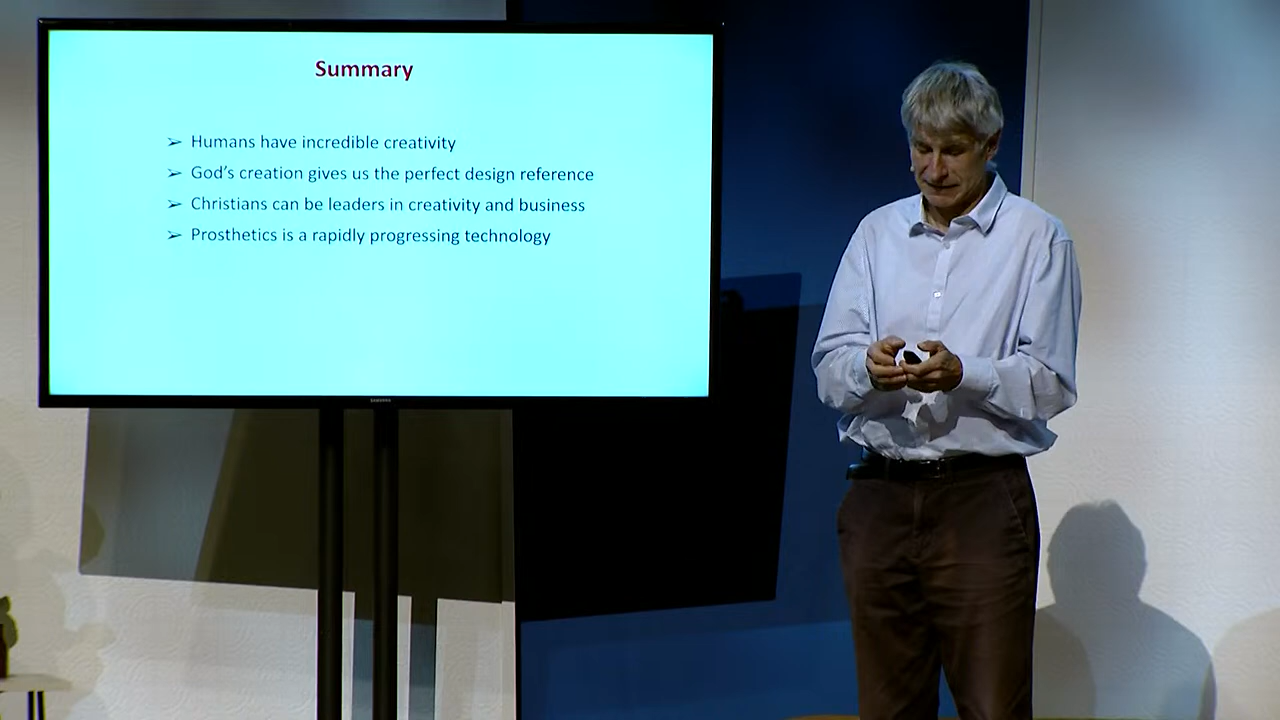 Summary
➢ Humans have incredible creativity
➢ God's creation gives us the perfect design reference
➢ Christians can be leaders in creativity and business
➢ Prosthetics is a rapidly progressing technology
SAMSUNG